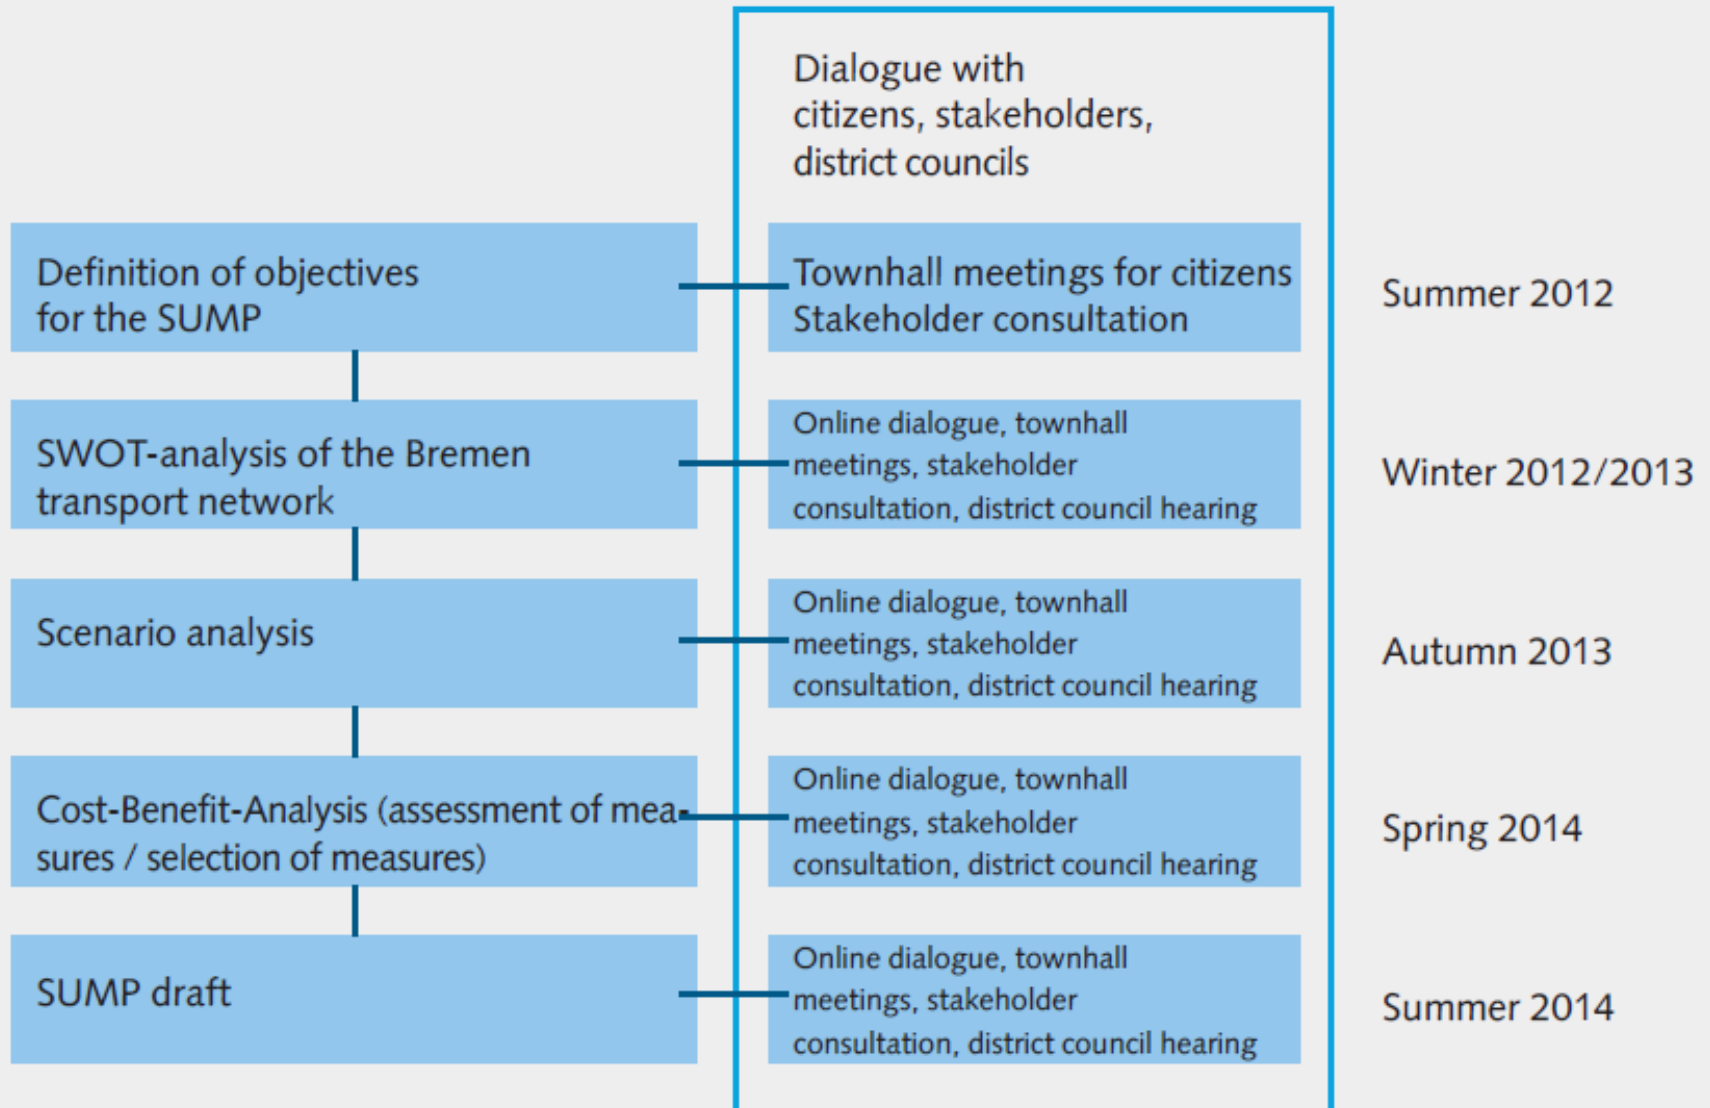 Dialogue with
citizens, stakeholders,
district councils
Definition of objectives
for the SUMP
Townhall meetings for citizens
Stakeholder consultation
Summer 2012
SWOT-analysis of the Bremen
transport network
Online dialogue, townhall
meetings, stakeholder
consultation, district council hearing
Winter 2012/2013
Scenario analysis
Online dialogue, townhall
meetings, stakeholder
consultation, district council hearing
Autumn 2013
Cost-Benefit-Analysis (assessment of mea-
sures / selection of measures)
Online dialogue, townhall
meetings, stakeholder
consultation, district council hearing
Spring 2014
SUMP draft
Online dialogue, townhall
meetings, stakeholder
consultation, district council hearing
Summer 2014